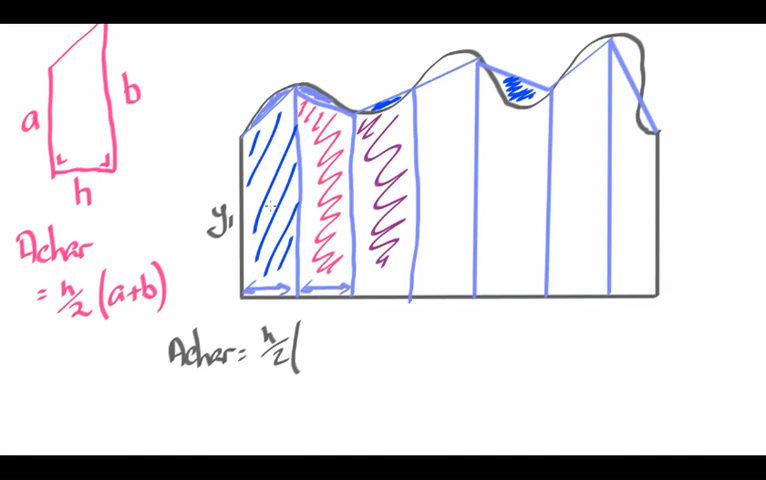 a
b
h
Achar
= h/2 (a+b)
y₁
Achar = h/2 (